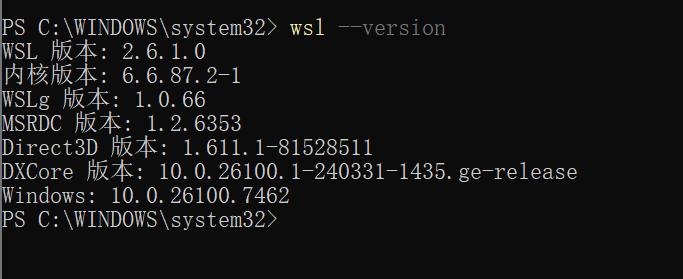 PS C:\WINDOWS\system32> wsl --version
WSL 版本: 2.6.1.0
内核版本: 6.6.87.2-1
WSLg 版本: 1.0.66
MSRDC 版本: 1.2.6353
Direct3D 版本: 1.611.1-81528511
DXCore 版本: 10.0.26100.1-240331-1435.ge-release
Windows: 10.0.26100.7462
PS C:\WINDOWS\system32>